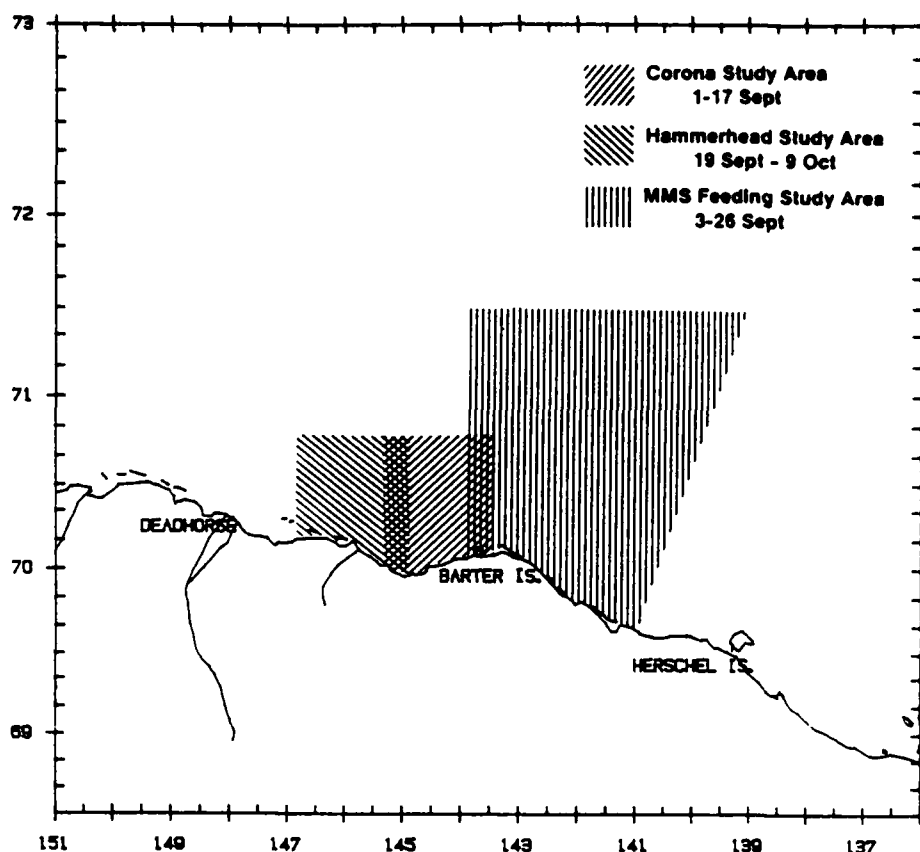 73
Corona Study Area
1-17 Sept
Hammerhead Study Area
19 Sept - 9 Oct
MMS Feeding Study Area
3-26 Sept
72
71
DEADHORSE
70
BARTER IS.
HERSCHEL IS.
69
151 149 147 145 143 141 139 137